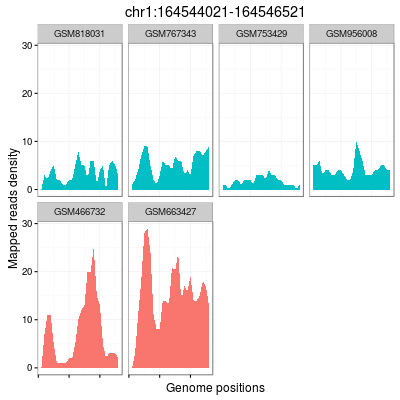 chr1:164544021-164546521
GSM818031 GSM767343 GSM753429 GSM956008
30
20
10
0
GSM466732 GSM663427
30
20
10
0
Mapped reads density
Genome positions